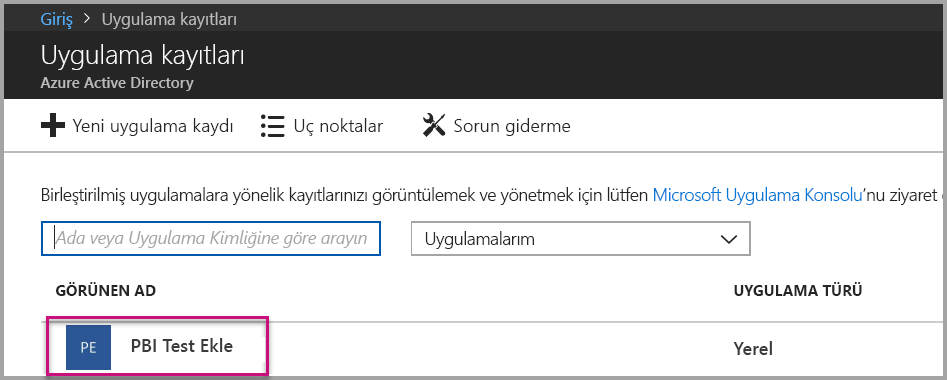 Giriş > Uygulama kayıtları
Uygulama kayıtları
Azure Active Directory
Yeni uygulama kaydı Uç noktalar Sorun giderme
Birleştirilmiş uygulamalara yönelik kayıtlarınızı görüntülemek ve yönetmek için lütfen Microsoft Uygulama Konsolu'nu ziyaret
Ada veya Uygulama Kimliğine göre arayın Uygulamalarım
GÖRÜNEN AD UYGULAMA TÜRÜ
PE PBI Test Ekle Yerel